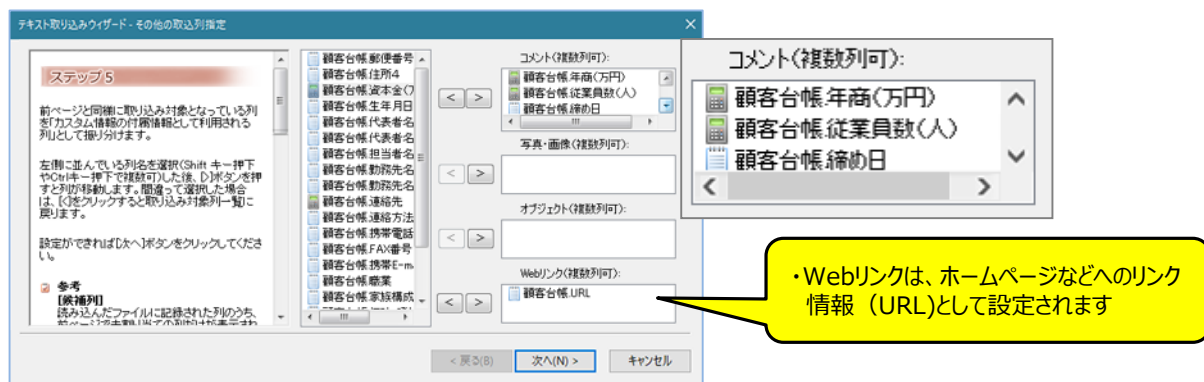 テキスト取り込みウィザード - その他の取込列指定
ステップ5
前ページと同様に取り込み対象となっている列
を「カスタム情報の付属情報として利用される
列」として振り分けます。
左側に並んでいる列名を選択(Shift キー押下
やCtrlキー押下で複数可)した後、[>]ボタンを押
すと列が移動します。間違って選択した場合
は、[<]をクリックすると取り込み対象列一覧に
戻ります。
設定ができれば[次へ]ボタンをクリックしてくださ
い。
参考
[候補列]
読み込んだファイルに記録された列のうち、
顧客台帳.郵便番号
顧客台帳.住所4
顧客台帳.資本金(万
顧客台帳.生年月日
顧客台帳.代表者名
顧客台帳.代表者名
顧客台帳.担当者名
顧客台帳.勤務先名
顧客台帳.勤務先名
顧客台帳.連絡先
顧客台帳.連絡方法
顧客台帳.携帯電話
顧客台帳.FAX番号
顧客台帳.携帯E-m
顧客台帳.職業
顧客台帳.家族構成
< >
< >
< >
< >
コメント(複数列可):
顧客台帳.年商(万円)
顧客台帳.従業員数(人)
顧客台帳.締め日
写真・画像(複数列可):
オブジェクト(複数列可):
Webリンク(複数列可):
顧客台帳.URL
< 戻る(B)
次へ(N) >
キャンセル
コメント(複数列可):
顧客台帳.年商(万円)
顧客台帳.従業員数(人)
顧客台帳.締め日
・Webリンクは、ホームページなどへのリンク
情報（URL)として設定されます